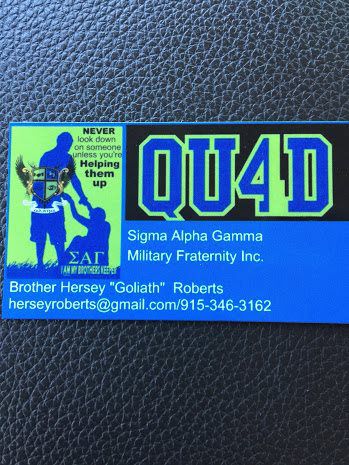 NEVER
look down
on someone
unless you're
Helping
them
up
ΣΑΓ
I AM MY BROTHERS KEEPER
QU4D
Sigma Alpha Gamma
Military Fraternity Inc.
Brother Hersey "Goliath" Roberts
herseyroberts@gmail.com/915-346-3162